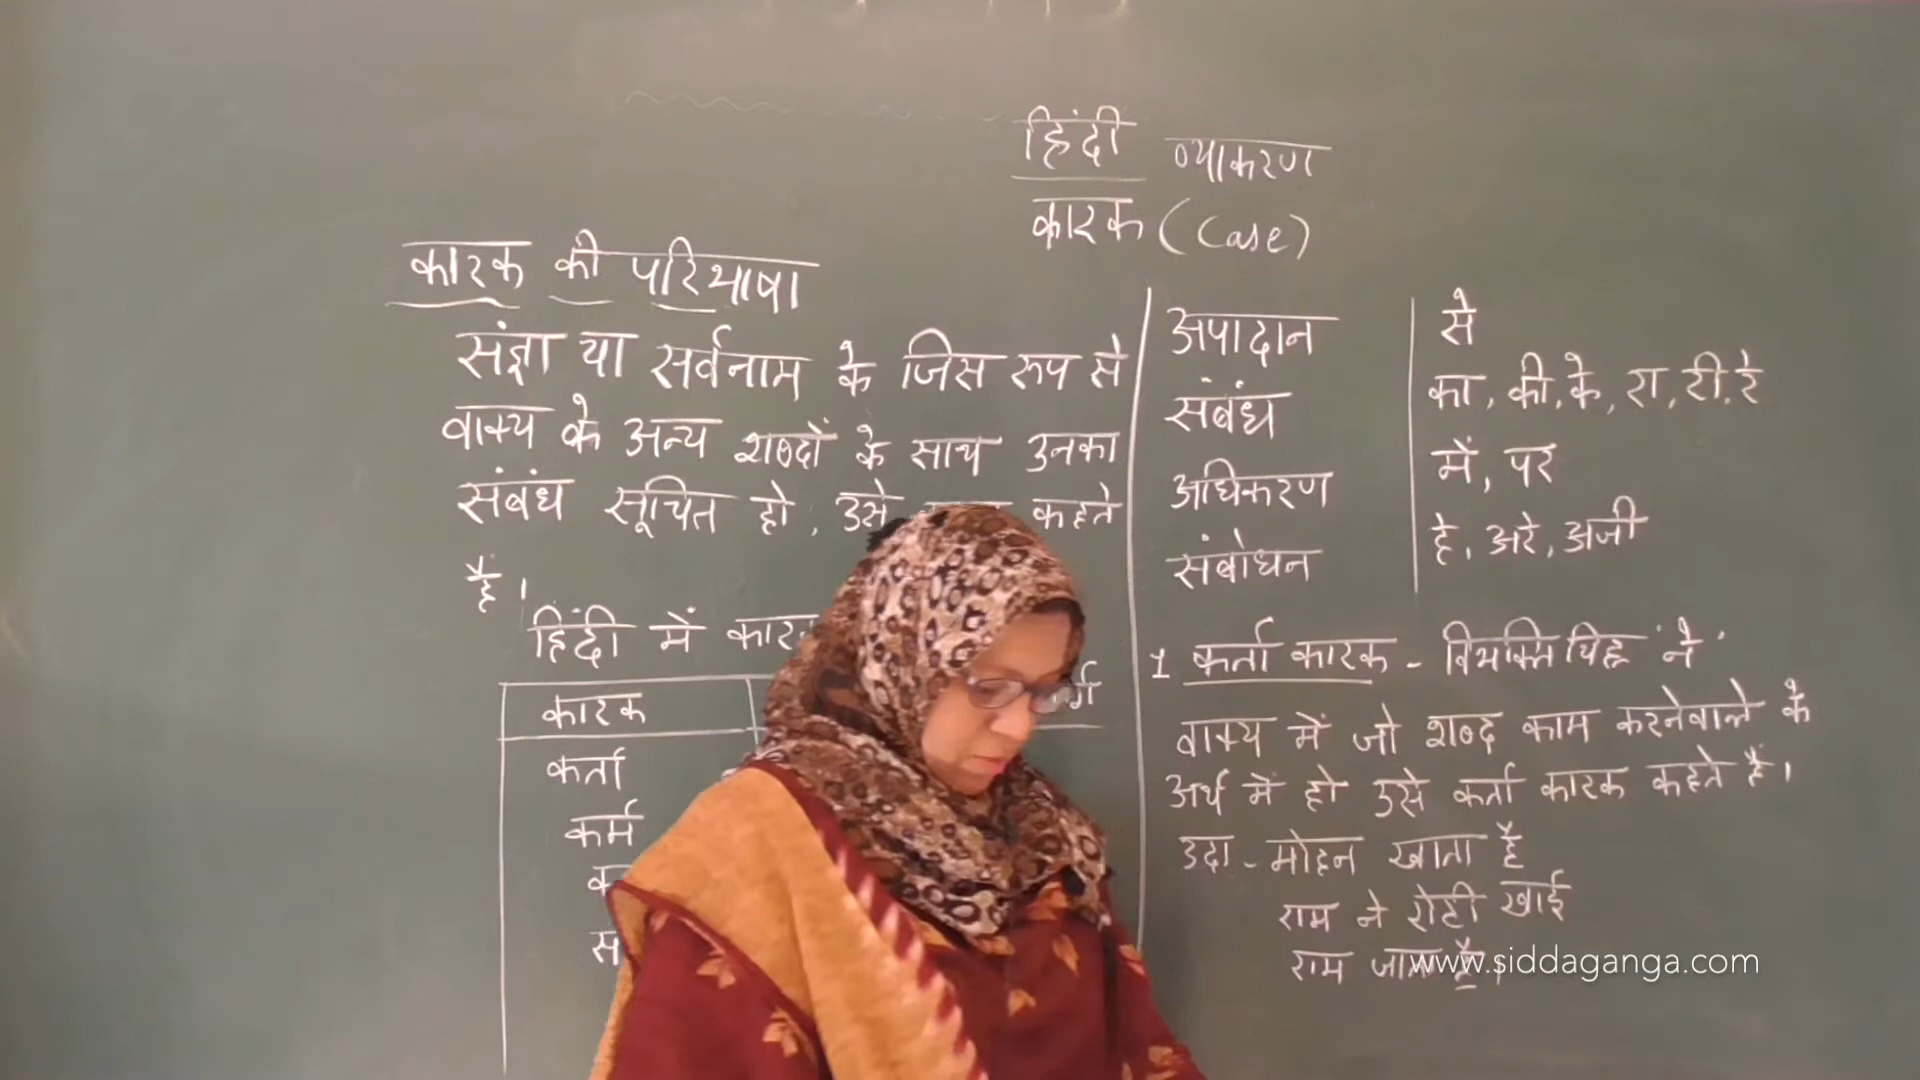 हिंदी व्याकरण
कारक (Case)
कारक की परिभाषा
संज्ञा या सर्वनाम के जिस रूप से
वाक्य के अन्य शब्दों के साथ उनका
संबंध सूचित हो, उसे कहते
हैं।
हिंदी में
कारक
कर्ता
कर्म
अपादान से
संबंध का, की, के, रा, री, रे
अधिकरण में, पर
संबोधन हे, अरे, अजी
1 कर्ता कारक - विभक्ति चिह्न 'ने'
वाक्य में जो शब्द काम करनेवाले के
अर्थ में हो उसे कर्ता कारक कहते हैं।
उदा - मोहन खाता है
राम ने रोटी खाई
राम जाता है
www.siddaganga.com